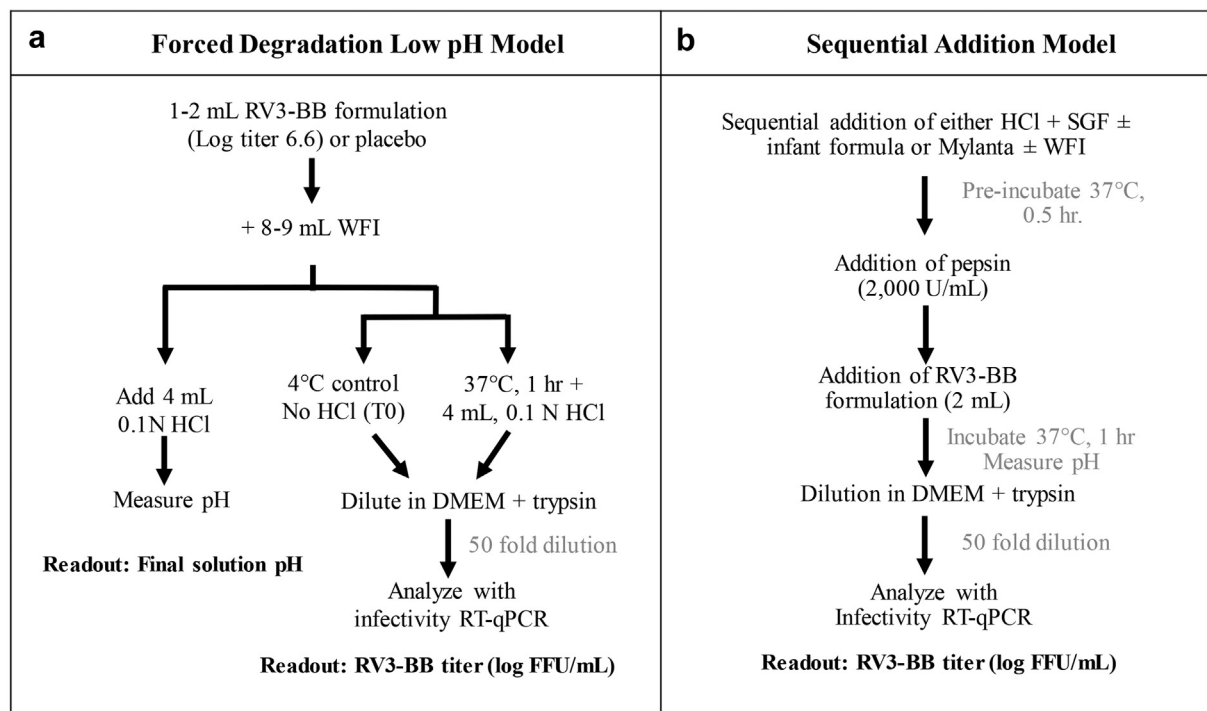 a
Forced Degradation Low pH Model
1-2 mL RV3-BB formulation
(Log titer 6.6) or placebo
+ 8-9 mL WFI
Add 4 mL
0.1N HCl
Measure pH
Readout: Final solution pH
4°C control
No HCl (T0)
37°C, 1 hr +
4 mL, 0.1 N HCl
Dilute in DMEM + trypsin
50 fold dilution
Analyze with
infectivity RT-qPCR
Readout: RV3-BB titer (log FFU/mL)
b
Sequential Addition Model
Sequential addition of either HCl + SGF ±
infant formula or Mylanta ± WFI
Pre-incubate 37°C,
0.5 hr.
Addition of pepsin
(2,000 U/mL)
Addition of RV3-BB
formulation (2 mL)
Incubate 37°C, 1 hr
Measure pH
Dilution in DMEM + trypsin
50 fold dilution
Analyze with
Infectivity RT-qPCR
Readout: RV3-BB titer (log FFU/mL)